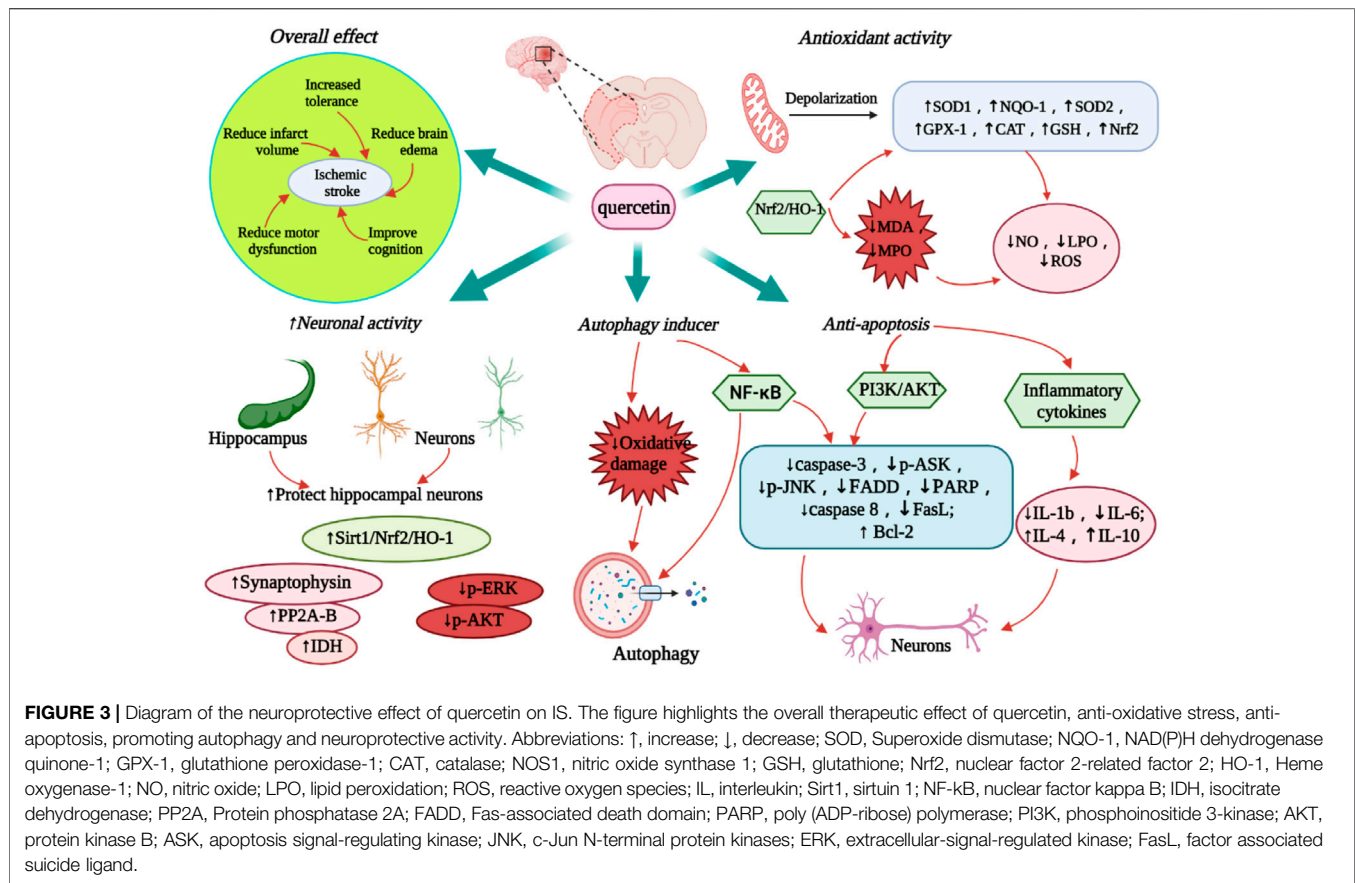 Overall effect
Increased
tolerance
Reduce infarct
volume
Reduce brain
edema
Ischemic
stroke
Reduce motor
dysfunction
Improve
cognition
quercetin
Antioxidant activity
Depolarization
↑SOD1 , ↑NQO-1 , ↑SOD2 ,
↑GPX-1 , ↑CAT , ↑GSH , ↑Nrf2
Nrf2/HO-1
↓MDA ,
↓MPO
↓NO , ↓LPO ,
↓ROS
↑Neuronal activity
Hippocampus
Neurons
↑Protect hippocampal neurons
↑Sirt1/Nrf2/HO-1
↑Synaptophysin
↑PP2A-B
↑IDH
↓p-ERK
↓p-AKT
Autophagy inducer
NF-κB
↓Oxidative
damage
Autophagy
Anti-apoptosis
PI3K/AKT
Inflammatory
cytokines
↓caspase-3 , ↓p-ASK ,
↓p-JNK , ↓FADD , ↓PARP ,
↓caspase 8 , ↓FasL;
↑ Bcl-2
↓IL-1b , ↓IL-6;
↑IL-4 , ↑IL-10
Neurons
FIGURE 3 | Diagram of the neuroprotective effect of quercetin on IS. The figure highlights the overall therapeutic effect of quercetin, anti-oxidative stress, anti-
apoptosis, promoting autophagy and neuroprotective activity. Abbreviations: ↑, increase; ↓, decrease; SOD, Superoxide dismutase; NQO-1, NAD(P)H dehydrogenase
quinone-1; GPX-1, glutathione peroxidase-1; CAT, catalase; NOS1, nitric oxide synthase 1; GSH, glutathione; Nrf2, nuclear factor 2-related factor 2; HO-1, Heme
oxygenase-1; NO, nitric oxide; LPO, lipid peroxidation; ROS, reactive oxygen species; IL, interleukin; Sirt1, sirtuin 1; NF-kB, nuclear factor kappa B; IDH, isocitrate
dehydrogenase; PP2A, Protein phosphatase 2A; FADD, Fas-associated death domain; PARP, poly (ADP-ribose) polymerase; PI3K, phosphoinositide 3-kinase; AKT,
protein kinase B; ASK, apoptosis signal-regulating kinase; JNK, c-Jun N-terminal protein kinases; ERK, extracellular-signal-regulated kinase; FasL, factor associated
suicide ligand.